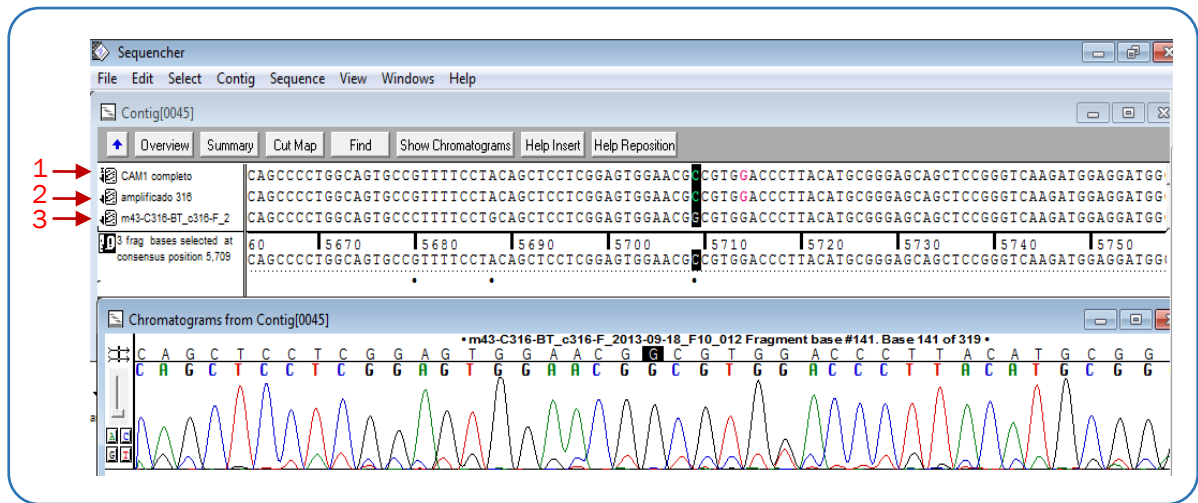 Sequencher
File Edit Select Contig Sequence View Windows Help
Contig[0045]
Overview Summary Cut Map Find Show Chromatograms Help Insert Help Reposition
1 CAM1 completo CAGCCCCTGGCAGTGCCGTTTTCCTACAGCTCCTCGGAGTGGAACGCCGTGGACCCTTACATGCGGGAGCAGCTCCGGGTCAAGATGGAGGATGG
2 amplificado 316 CAGCCCCTGGCAGTGCCGTTTTCCTACAGCTCCTCGGAGTGGAACGCCGTGGACCCTTACATGCGGGAGCAGCTCCGGGTCAAGATGGAGGATGG
3 m43-C316-BT_c316-F_2 CAGCCCCTGGCAGTGCCCTTTTCCTGCAGCTCCTCGGAGTGGAACGGCGTGGACCCTTACATGCGGGAGCAGCTCCGGGTCAAGATGGAGGATGG
3 frag bases selected at 60 5670 5680 5690 5700 5710 5720 5730 5740 5750
consensus position 5,709 CAGCCCCTGGCAGTGCCGTTTTCCTACAGCTCCTCGGAGTGGAACGCCGTGGACCCTTACATGCGGGAGCAGCTCCGGGTCAAGATGGAGGATGG
Chromatograms from Contig[0045]
• m43-C316-BT_c316-F_2013-09-18_F10_012 Fragment base #141. Base 141 of 319 •
C A G C T C C T C G G A G T G G A A C G G C G T G G A C C C T T A C A T G C G G
C A G C T C C T C G G A G T G G A A C G G C G T G G A C C C T T A C A T G C G G
A C
G T